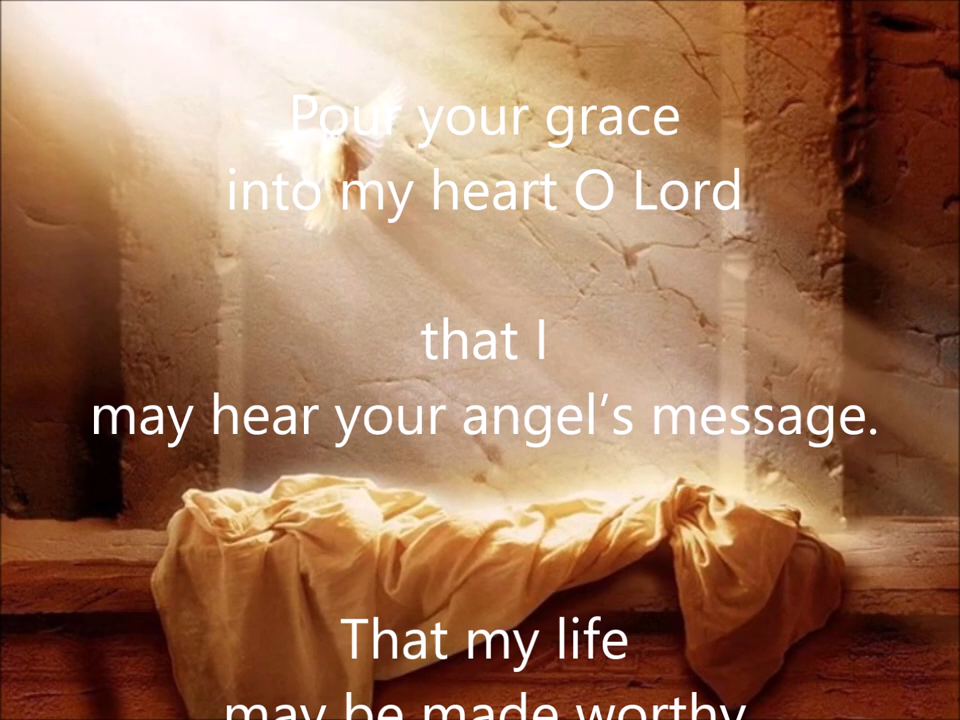 Pour your grace
into my heart O Lord
that I
may hear your angel’s message.
That my life
may be made worthy